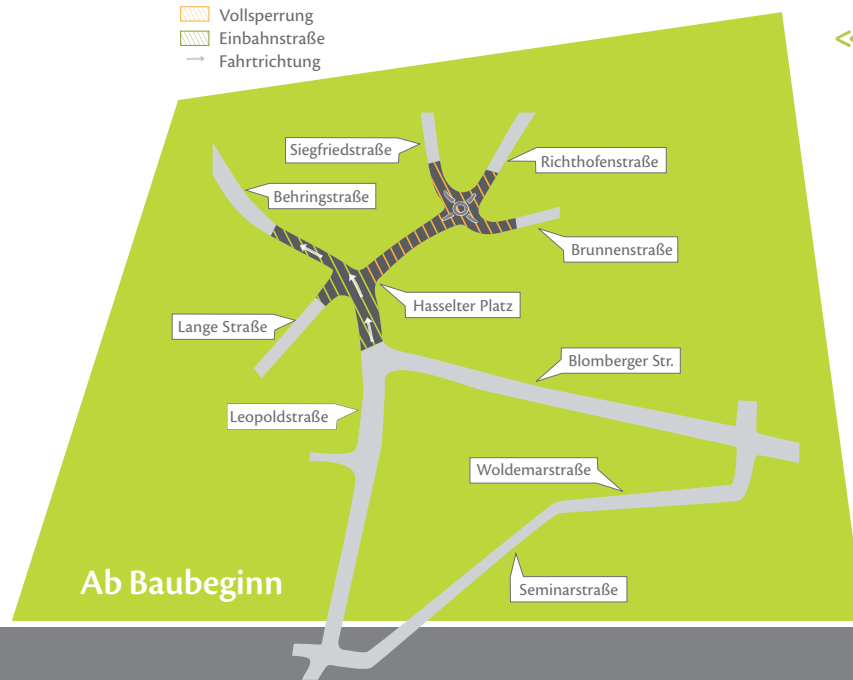 Vollsperrung
Einbahnstraße
Fahrtrichtung
Siegfriedstraße
Richthofenstraße
Behringstraße
Brunnenstraße
Hasselter Platz
Lange Straße
Blomberger Str.
Leopoldstraße
Woldemarstraße
Ab Baubeginn
Seminarstraße